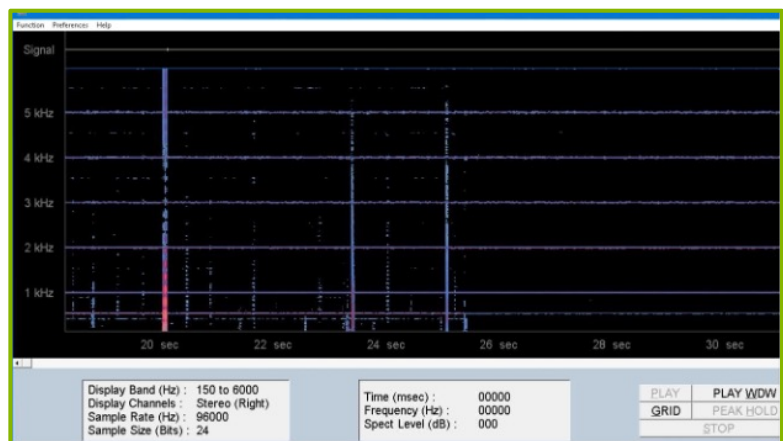 Function Preferences Help
Signal
5 kHz
4 kHz
3 kHz
2 kHz
1 kHz
20 sec 22 sec 24 sec 26 sec 28 sec 30 sec
Display Band (Hz) : 150 to 6000
Display Channels : Stereo (Right)
Sample Rate (Hz) : 96000
Sample Size (Bits) : 24
Time (msec) : 00000
Frequency (Hz) : 00000
Spect Level (dB) : 000
PLAY PLAY WDW
GRID PEAK HOLD
STOP